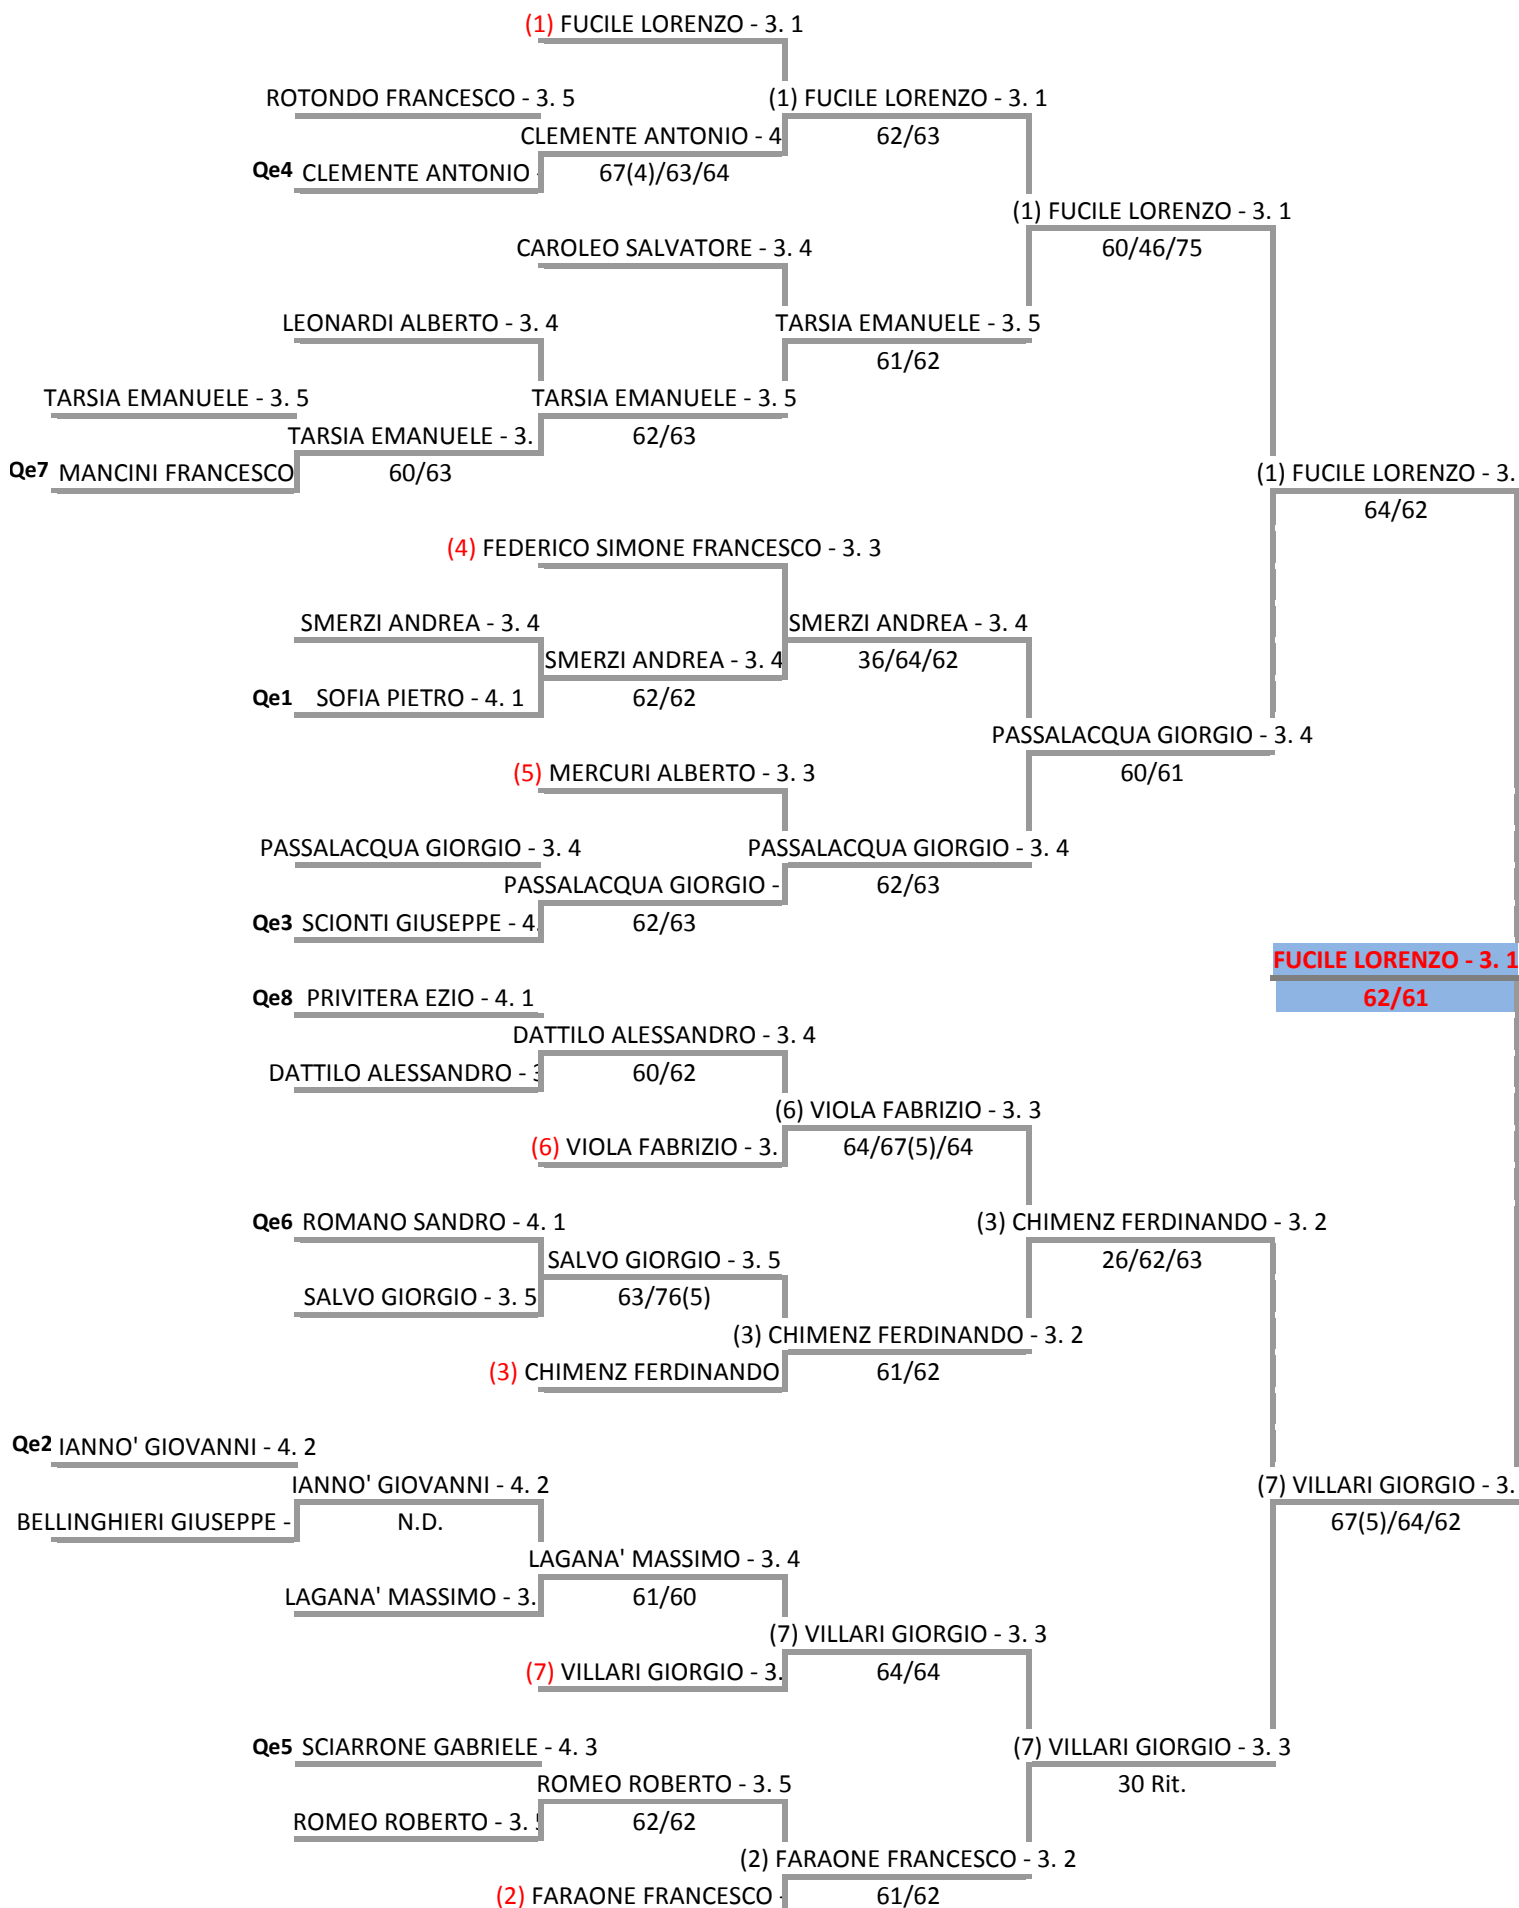 (1) FUCILE LORENZO - 3. 1
ROTONDO FRANCESCO - 3. 5
(1) FUCILE LORENZO - 3. 1
CLEMENTE ANTONIO - 4
62/63
Qe4 CLEMENTE ANTONIO -
67(4)/63/64
(1) FUCILE LORENZO - 3. 1
CAROLEO SALVATORE - 3. 4
60/46/75
LEONARDI ALBERTO - 3. 4
TARSIA EMANUELE - 3. 5
61/62
TARSIA EMANUELE - 3. 5
TARSIA EMANUELE - 3. 5
TARSIA EMANUELE - 3.
62/63
Qe7 MANCINI FRANCESCO
60/63
(1) FUCILE LORENZO - 3.
64/62
(4) FEDERICO SIMONE FRANCESCO - 3. 3
SMERZI ANDREA - 3. 4
SMERZI ANDREA - 3. 4
SMERZI ANDREA - 3. 4
36/64/62
Qe1 SOFIA PIETRO - 4. 1
62/62
PASSALACQUA GIORGIO - 3. 4
(5) MERCURI ALBERTO - 3. 3
60/61
PASSALACQUA GIORGIO - 3. 4
PASSALACQUA GIORGIO - 3. 4
PASSALACQUA GIORGIO -
62/63
Qe3 SCIONTI GIUSEPPE - 4.
62/63
FUCILE LORENZO - 3. 1
Qe8 PRIVITERA EZIO - 4. 1
62/61
DATTILO ALESSANDRO - 3. 4
DATTILO ALESSANDRO - 3
60/62
(6) VIOLA FABRIZIO - 3. 3
(6) VIOLA FABRIZIO - 3.
64/67(5)/64
Qe6 ROMANO SANDRO - 4. 1
(3) CHIMENZ FERDINANDO - 3. 2
SALVO GIORGIO - 3. 5
26/62/63
SALVO GIORGIO - 3. 5
63/76(5)
(3) CHIMENZ FERDINANDO - 3. 2
(3) CHIMENZ FERDINANDO
61/62
Qe2 IANNO' GIOVANNI - 4. 2
IANNO' GIOVANNI - 4. 2
(7) VILLARI GIORGIO - 3.
BELLINGHIERI GIUSEPPE -
N.D.
67(5)/64/62
LAGANA' MASSIMO - 3. 4
LAGANA' MASSIMO - 3.
61/60
(7) VILLARI GIORGIO - 3. 3
(7) VILLARI GIORGIO - 3.
64/64
Qe5 SCIARRONE GABRIELE - 4. 3
(7) VILLARI GIORGIO - 3. 3
ROMEO ROBERTO - 3. 5
30 Rit.
ROMEO ROBERTO - 3. 5
62/62
(2) FARAONE FRANCESCO - 3. 2
(2) FARAONE FRANCESCO -
61/62